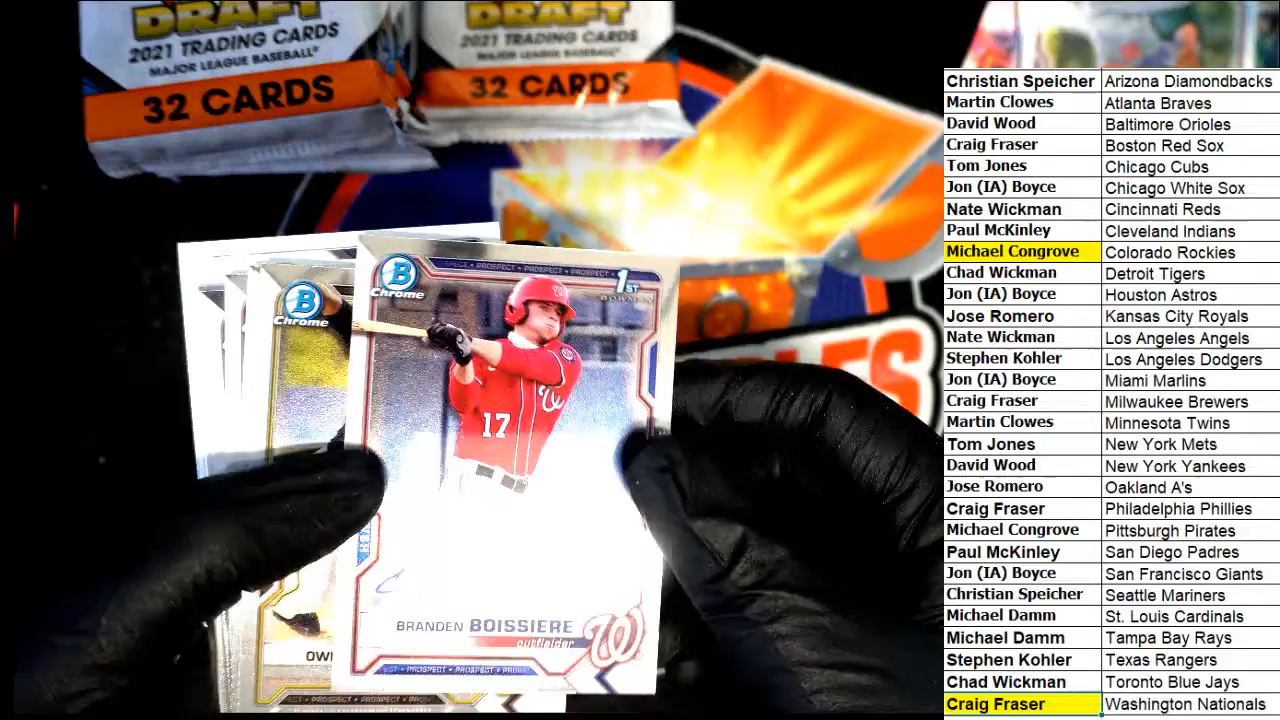 DRAFT
2021 TRADING CARDS
MAJOR LEAGUE BASEBALL
32 CARDS
DRAFT
2021 TRADING CARDS
MAJOR LEAGUE BASEBALL
32 CARDS
B
Chrome
B
Chrome
PROSPECT • PROSPECT • PROSPECT
1ST
BOWMAN
17
W
BRANDEN BOISSIERE
outfielder
W
PROSPECT • PROSPECT
Christian Speicher Arizona Diamondbacks
Martin Clowes Atlanta Braves
David Wood Baltimore Orioles
Craig Fraser Boston Red Sox
Tom Jones Chicago Cubs
Jon (IA) Boyce Chicago White Sox
Nate Wickman Cincinnati Reds
Paul McKinley Cleveland Indians
Michael Congrove Colorado Rockies
Chad Wickman Detroit Tigers
Jon (IA) Boyce Houston Astros
Jose Romero Kansas City Royals
Nate Wickman Los Angeles Angels
Stephen Kohler Los Angeles Dodgers
Jon (IA) Boyce Miami Marlins
Craig Fraser Milwaukee Brewers
Martin Clowes Minnesota Twins
Tom Jones New York Mets
David Wood New York Yankees
Jose Romero Oakland A's
Craig Fraser Philadelphia Phillies
Michael Congrove Pittsburgh Pirates
Paul McKinley San Diego Padres
Jon (IA) Boyce San Francisco Giants
Christian Speicher Seattle Mariners
Michael Damm St. Louis Cardinals
Michael Damm Tampa Bay Rays
Stephen Kohler Texas Rangers
Chad Wickman Toronto Blue Jays
Craig Fraser Washington Nationals